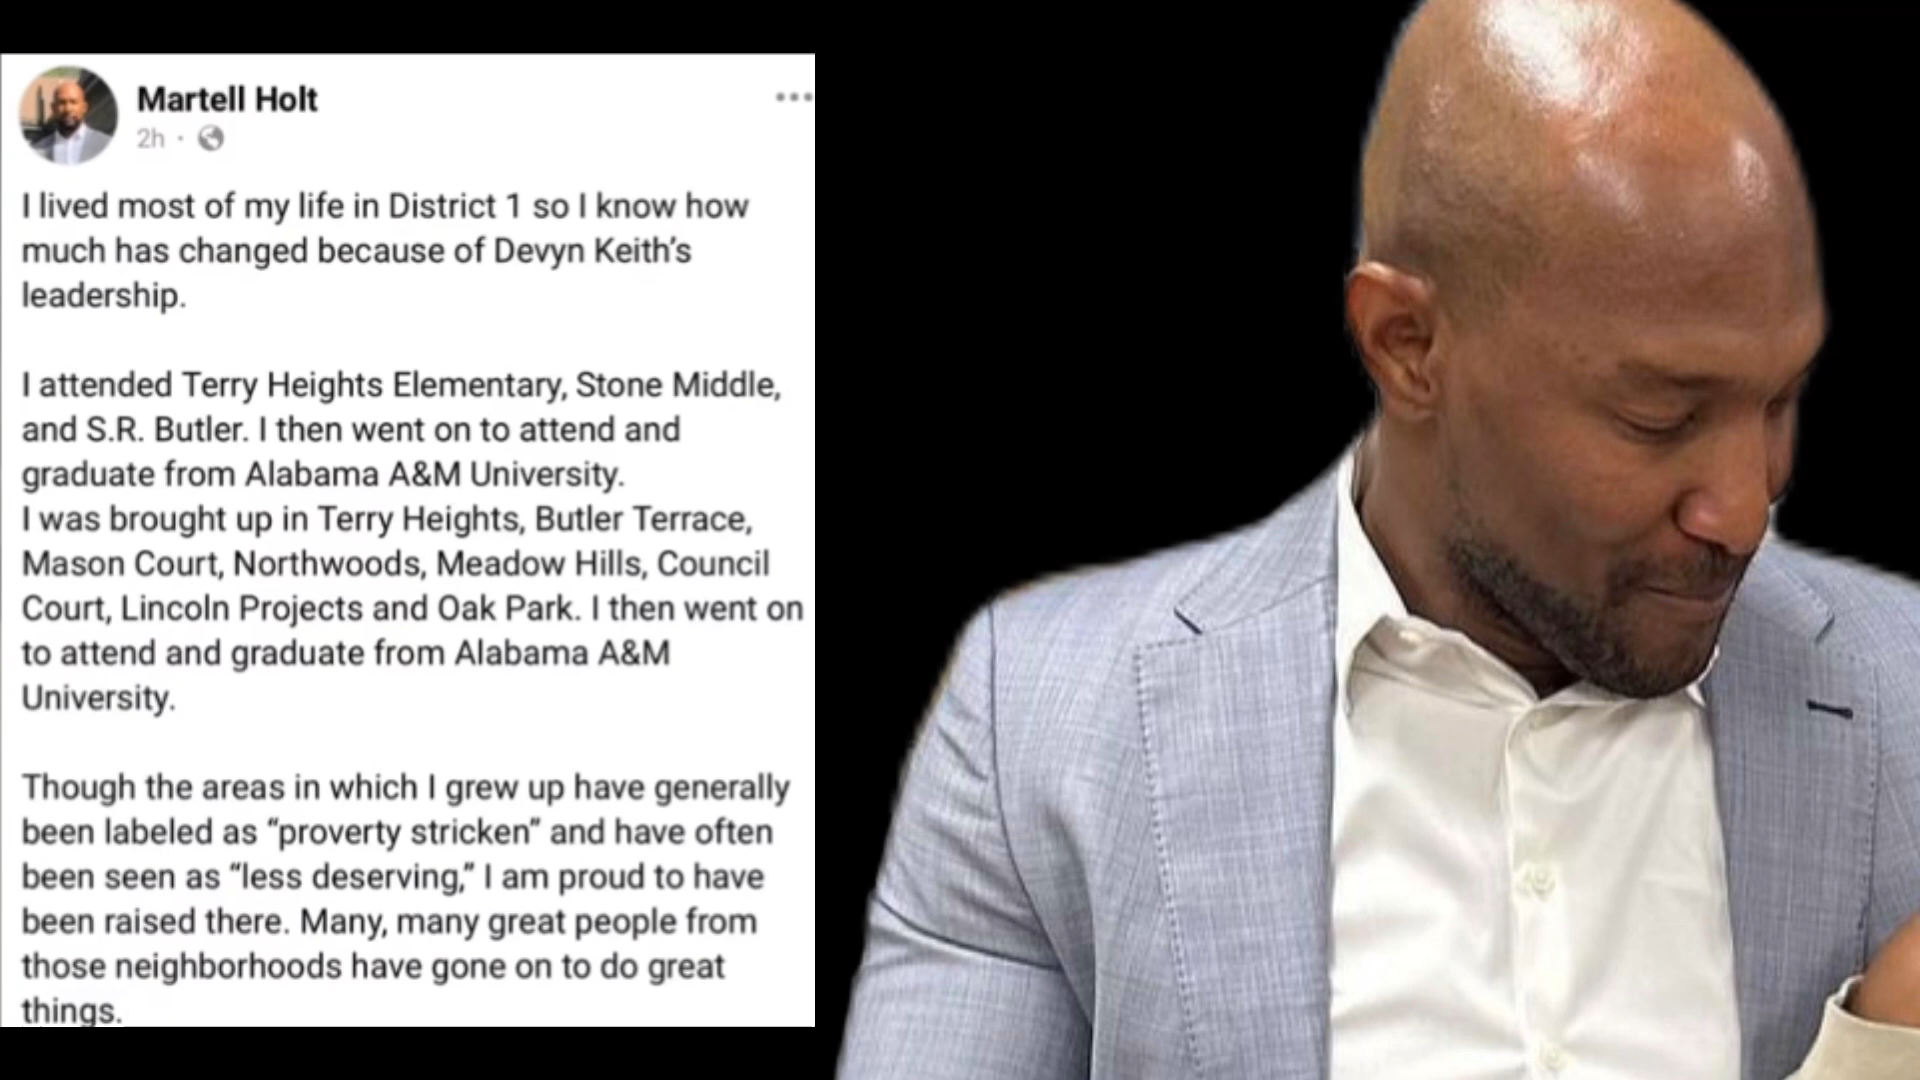 Martell Holt
2h ·
I lived most of my life in District 1 so I know how
much has changed because of Devyn Keith’s
leadership.
I attended Terry Heights Elementary, Stone Middle,
and S.R. Butler. I then went on to attend and
graduate from Alabama A&M University.
I was brought up in Terry Heights, Butler Terrace,
Mason Court, Northwoods, Meadow Hills, Council
Court, Lincoln Projects and Oak Park. I then went on
to attend and graduate from Alabama A&M
University.
Though the areas in which I grew up have generally
been labeled as “proverty stricken” and have often
been seen as “less deserving,” I am proud to have
been raised there. Many, many great people from
those neighborhoods have gone on to do great
things.